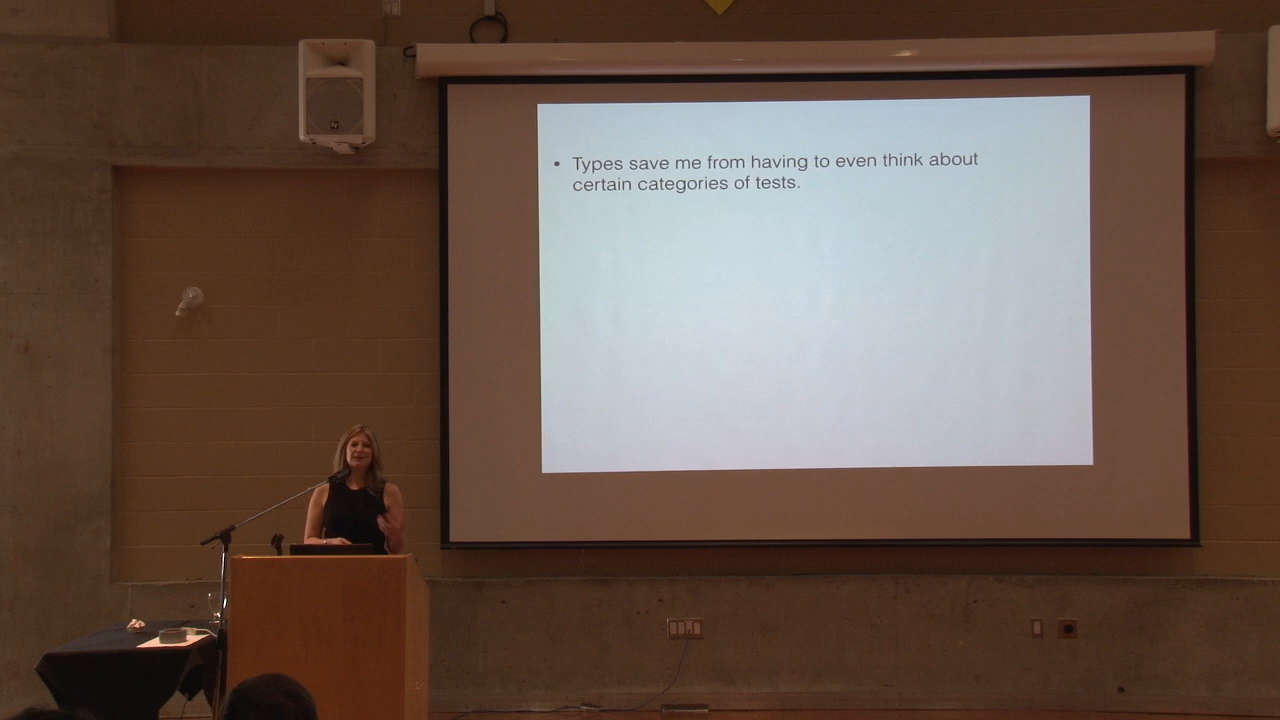 • Types save me from having to even think about
certain categories of tests.